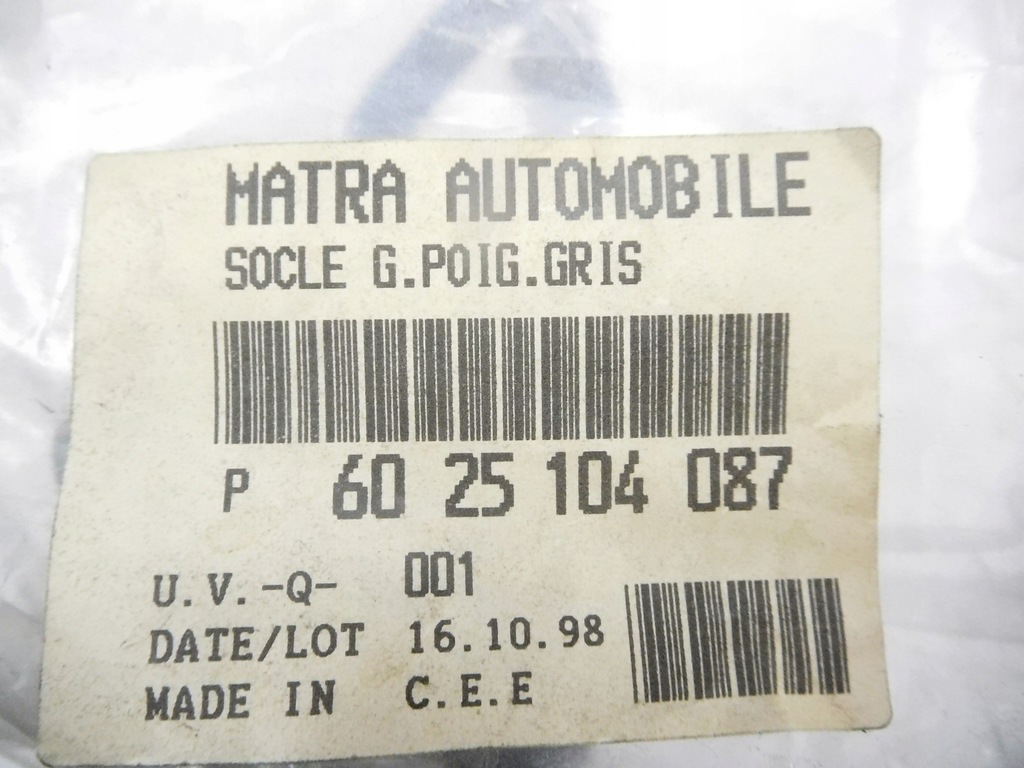 MATRA AUTOMOBILE
SOCLE G.POIG.GRIS
P 60 25 104 087
U.V.-Q- 001
DATE/LOT 16.10.98
MADE IN C.E.E